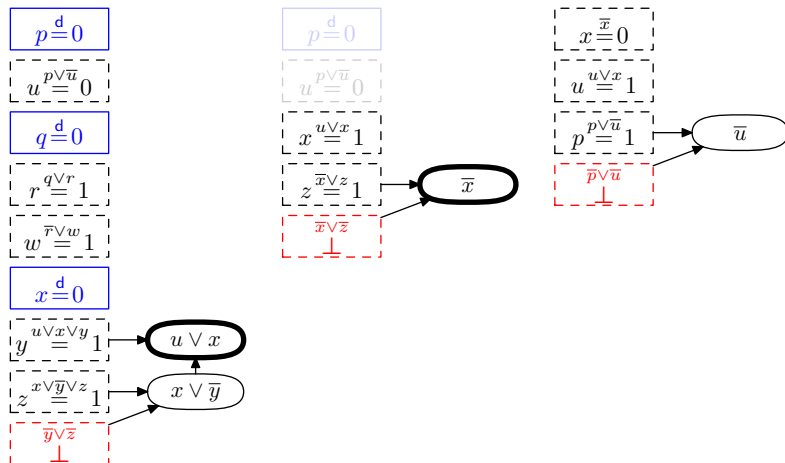 p =ᵈ 0
u =^{p∨u̅} 0
q =ᵈ 0
r =^{q∨r} 1
w =^{r̅∨w} 1
x =ᵈ 0
y =^{u∨x∨y} 1
u ∨ x
z =^{x∨y̅∨z} 1
x ∨ y̅
y̅∨z̅
⊥
p =ᵈ 0
u =^{p∨u̅} 0
x =^{u∨x} 1
z =^{x̅∨z} 1
x̅
x̅∨z̅
⊥
x =^{x̅} 0
u =^{u∨x} 1
p =^{p∨u̅} 1
u̅
p̅∨u̅
⊥